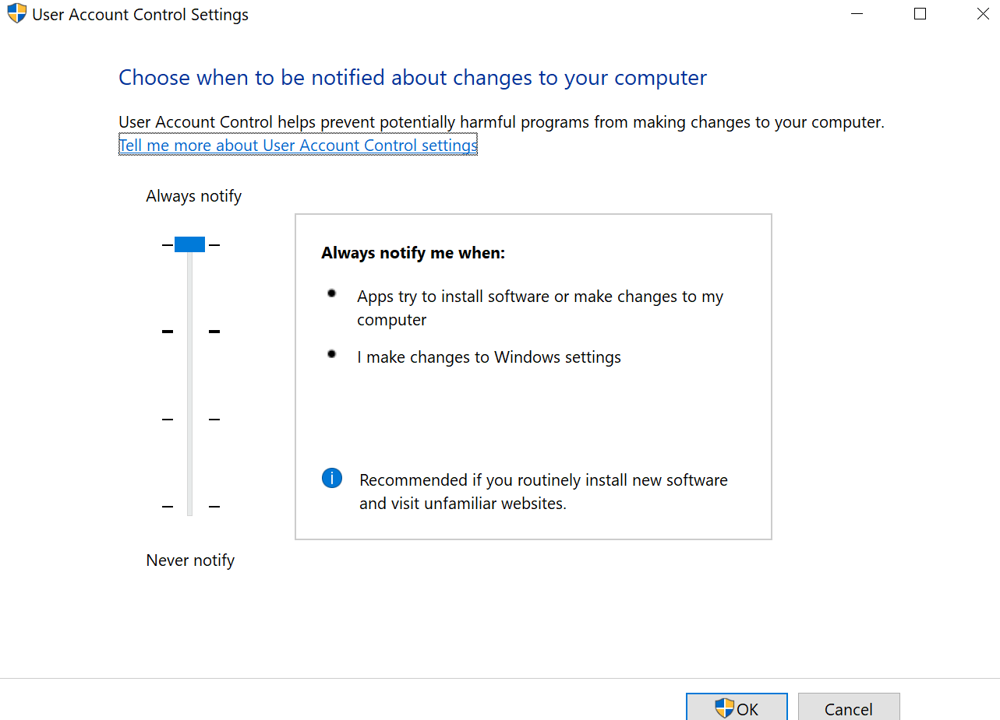 User Account Control Settings
Choose when to be notified about changes to your computer
User Account Control helps prevent potentially harmful programs from making changes to your computer.
Tell me more about User Account Control settings
Always notify
Always notify me when:
Apps try to install software or make changes to my
computer
I make changes to Windows settings
Recommended if you routinely install new software
and visit unfamiliar websites.
Never notify
OK
Cancel